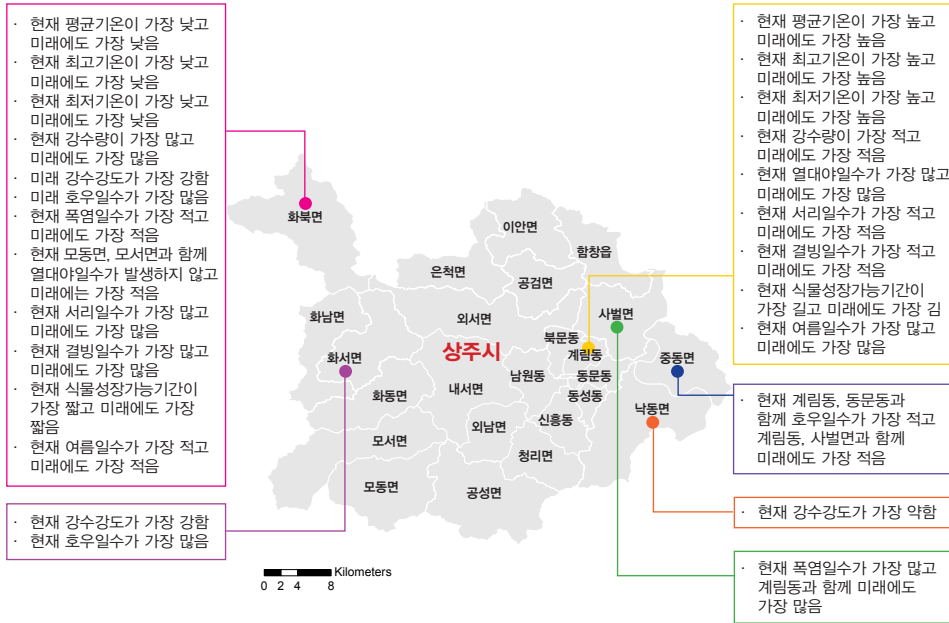 · 현재 평균기온이 가장 낮고
미래에도 가장 낮음
· 현재 최고기온이 가장 낮고
미래에도 가장 낮음
· 현재 최저기온이 가장 낮고
미래에도 가장 낮음
· 현재 강수량이 가장 많고
미래에도 가장 많음
· 미래 강수강도가 가장 강함
· 미래 호우일수가 가장 많음
· 현재 폭염일수가 가장 적고
미래에도 가장 적음
· 현재 모동면, 모서면과 함께
열대야일수가 발생하지 않고
미래에는 가장 적음
· 현재 서리일수가 가장 많고
미래에도 가장 많음
· 현재 결빙일수가 가장 많고
미래에도 가장 많음
· 현재 식물성장가능기간이
가장 짧고 미래에도 가장
짧음
· 현재 여름일수가 가장 적고
미래에도 가장 적음
· 현재 강수강도가 가장 강함
· 현재 호우일수가 가장 많음
화북면
이안면
함창읍
은척면
공검면
화남면
외서면
사벌면
북문동
상주시
계림동
화서면
중동면
남원동
동문동
화동면
내서면
동성동
낙동면
외남면
신흥동
모서면
청리면
모동면
공성면
Kilometers
0 2 4 8
· 현재 평균기온이 가장 높고
미래에도 가장 높음
· 현재 최고기온이 가장 높고
미래에도 가장 높음
· 현재 최저기온이 가장 높고
미래에도 가장 높음
· 현재 강수량이 가장 적고
미래에도 가장 적음
· 현재 열대야일수가 가장 많고
미래에도 가장 많음
· 현재 서리일수가 가장 적고
미래에도 가장 적음
· 현재 결빙일수가 가장 적고
미래에도 가장 적음
· 현재 식물성장가능기간이
가장 길고 미래에도 가장 김
· 현재 여름일수가 가장 많고
미래에도 가장 많음
· 현재 계림동, 동문동과
함께 호우일수가 가장 적고
계림동, 사벌면과 함께
미래에도 가장 적음
· 현재 강수강도가 가장 약함
· 현재 폭염일수가 가장 많고
계림동과 함께 미래에도
가장 많음